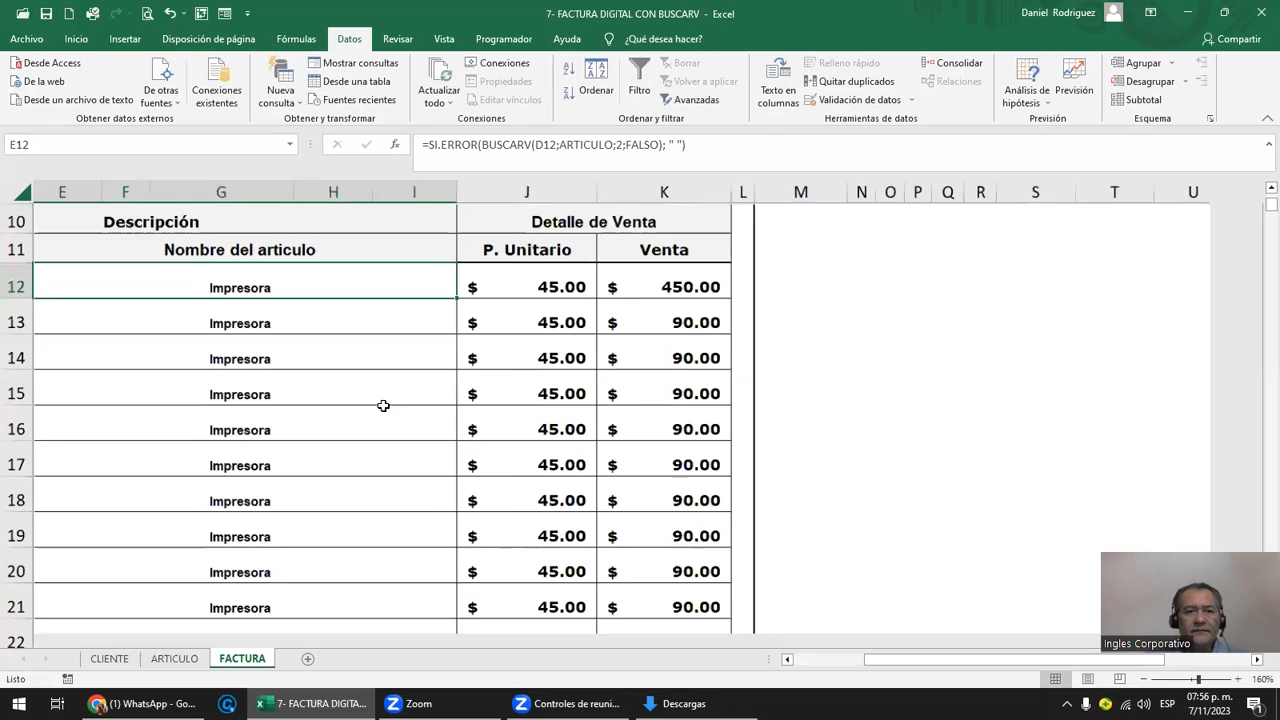 7- FACTURA DIGITAL CON BUSCARV - Excel
Daniel Rodriguez
Archivo Inicio Insertar Disposición de página Fórmulas Datos Revisar Vista Programador Ayuda ¿Qué desea hacer? Compartir
Desde Access
De la web
Desde un archivo de texto
De otras fuentes
Conexiones existentes
Obtener datos externos
Nueva consulta
Mostrar consultas
Desde una tabla
Fuentes recientes
Obtener y transformar
Actualizar todo
Conexiones
Propiedades
Editar vínculos
Conexiones
Ordenar
Filtro
Borrar
Volver a aplicar
Avanzadas
Ordenar y filtrar
Texto en columnas
Relleno rápido
Quitar duplicados
Validación de datos
Consolidar
Relaciones
Herramientas de datos
Análisis de hipótesis
Previsión
Previsión
Agrupar
Desagrupar
Subtotal
Esquema
E12
fx
=SI.ERROR(BUSCARV(D12;ARTICULO;2;FALSO); " ")
E F G H I J K L M N O P Q R S T U
10 Descripción Detalle de Venta
11 Nombre del articulo P. Unitario Venta
12 Impresora $ 45.00 $ 450.00
13 Impresora $ 45.00 $ 90.00
14 Impresora $ 45.00 $ 90.00
15 Impresora $ 45.00 $ 90.00
16 Impresora $ 45.00 $ 90.00
17 Impresora $ 45.00 $ 90.00
18 Impresora $ 45.00 $ 90.00
19 Impresora $ 45.00 $ 90.00
20 Impresora $ 45.00 $ 90.00
21 Impresora $ 45.00 $ 90.00
22
Ingles Corporativo
CLIENTE ARTICULO FACTURA
Listo
160%
(1) WhatsApp - Go...
7- FACTURA DIGITA...
Zoom
Controles de reuni...
Descargas
ESP
07:56 p. m.
7/11/2023